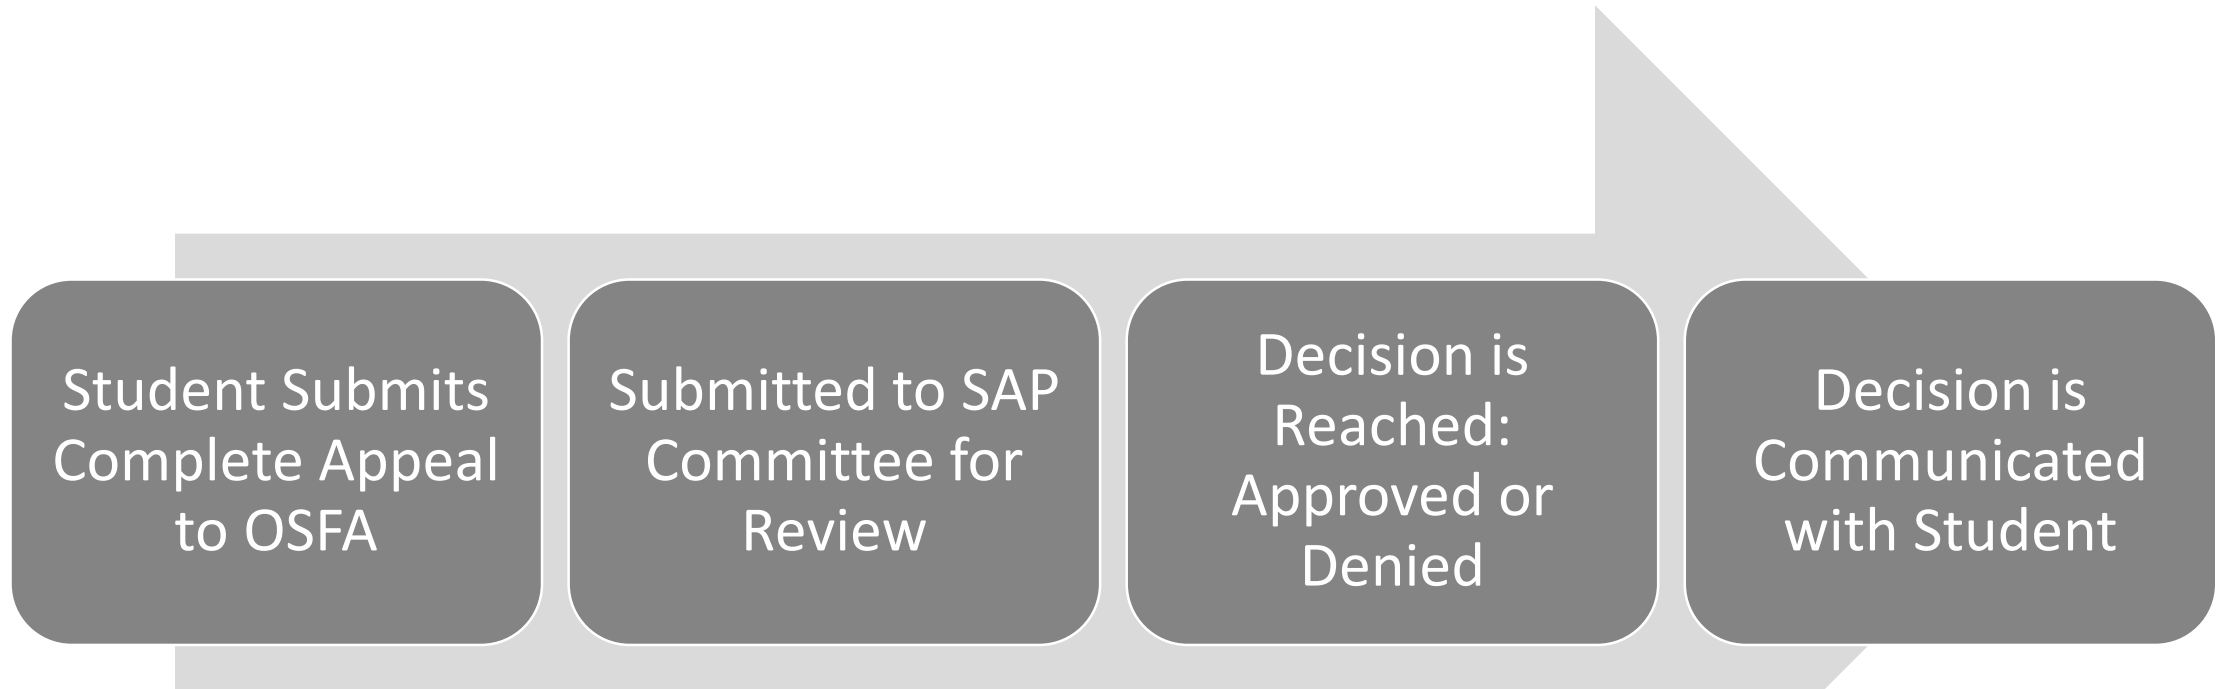 Student Submits
Complete Appeal
to OSFA
Submitted to SAP
Committee for
Review
Decision is
Reached:
Approved or
Denied
Decision is
Communicated
with Student